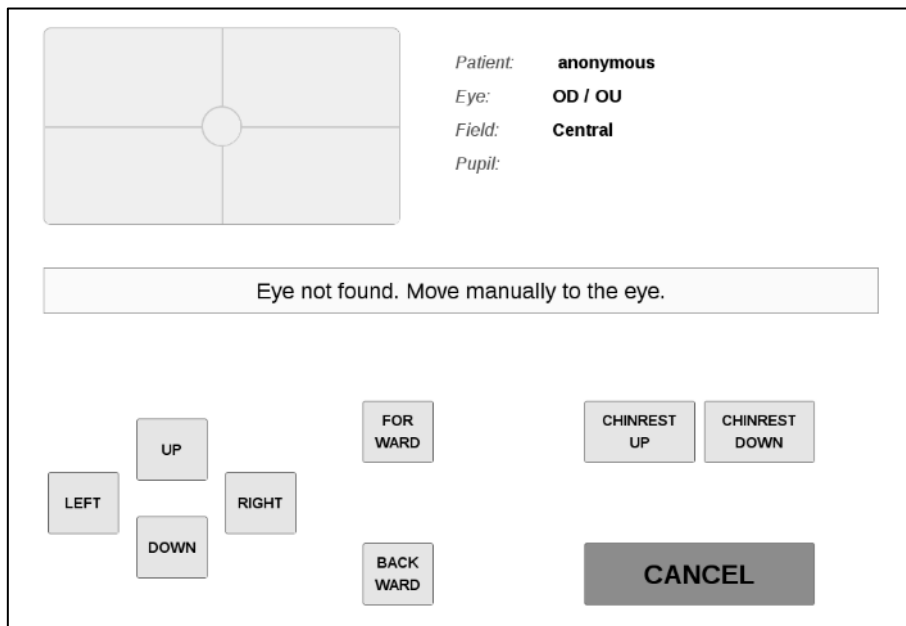 Patient: anonymous
Eye: OD / OU
Field: Central
Pupil:
Eye not found. Move manually to the eye.
FOR
WARD
CHINREST
UP
CHINREST
DOWN
UP
LEFT
RIGHT
DOWN
BACK
WARD
CANCEL